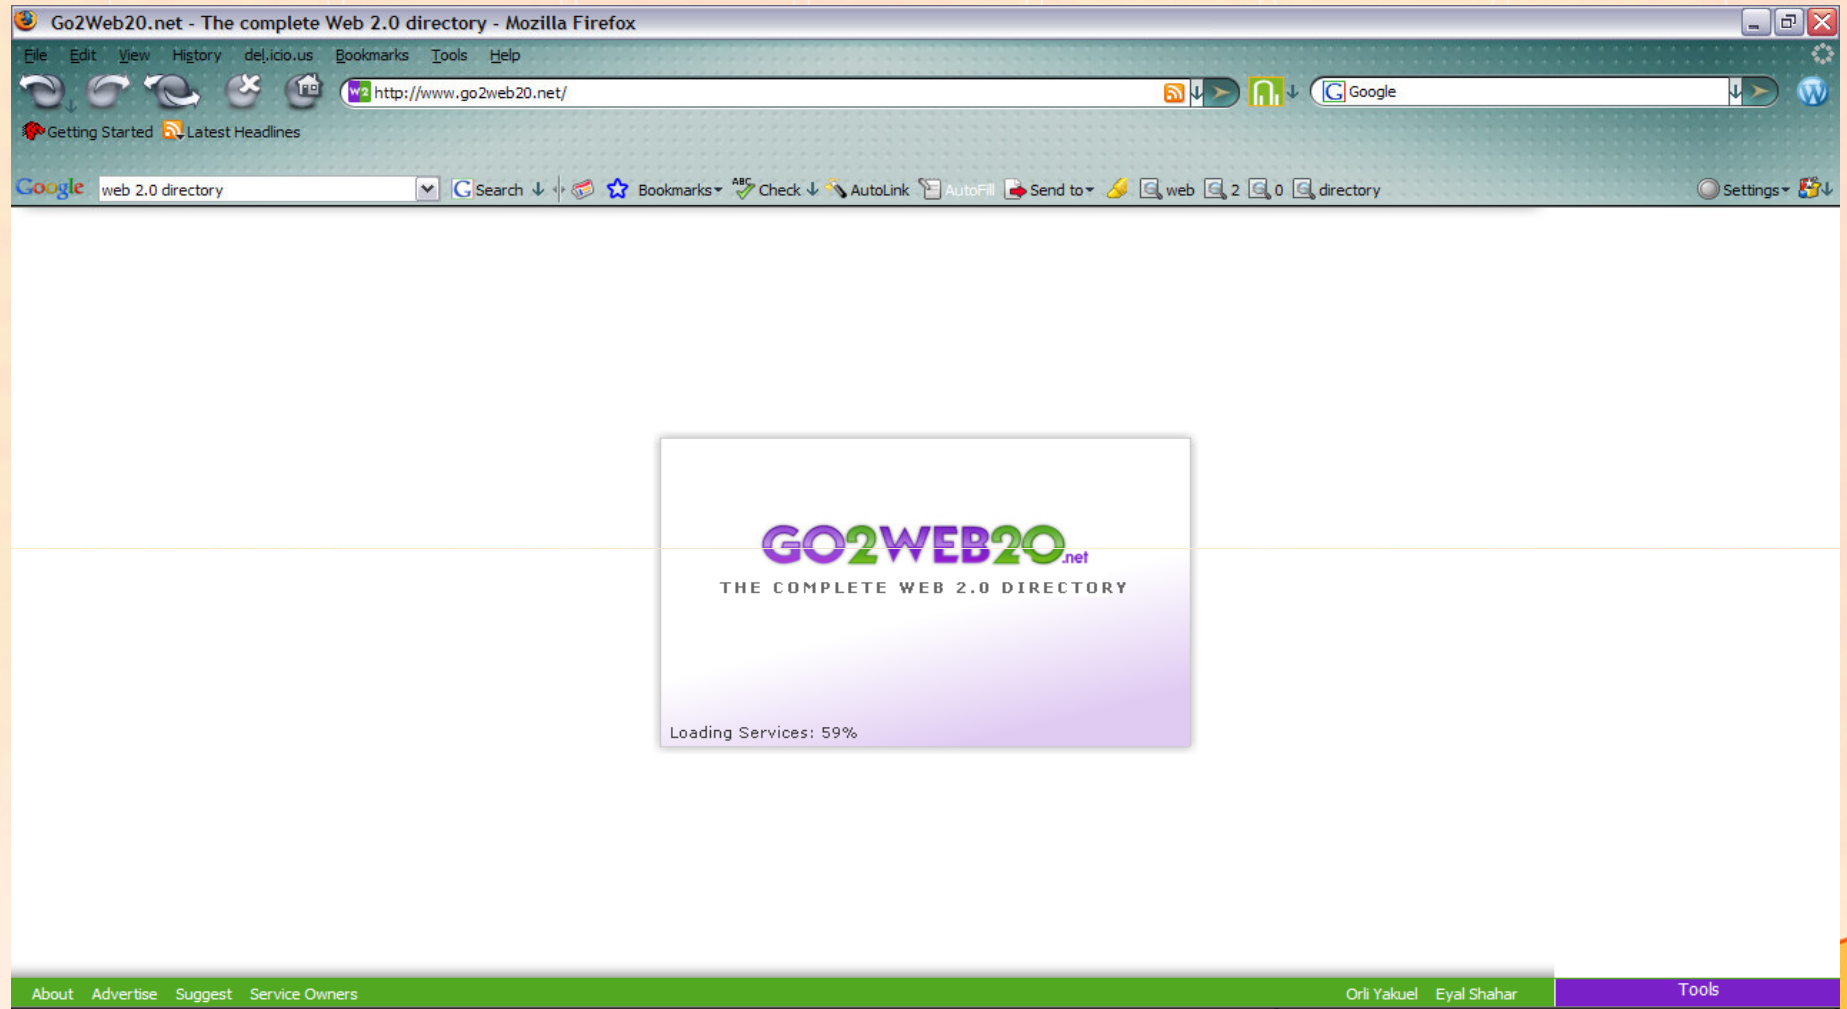 Go2Web20.net - The complete Web 2.0 directory - Mozilla Firefox
File Edit View History del.icio.us Bookmarks Tools Help
W2 http://www.go2web20.net/ G Google W
Getting Started Latest Headlines
Google web 2.0 directory G Search Bookmarks ABC Check AutoLink AutoFill Send to web 2 0 directory Settings
GO2WEB20.net
THE COMPLETE WEB 2.0 DIRECTORY
Loading Services: 59%
About Advertise Suggest Service Owners Orli Yakuel Eyal Shahar Tools